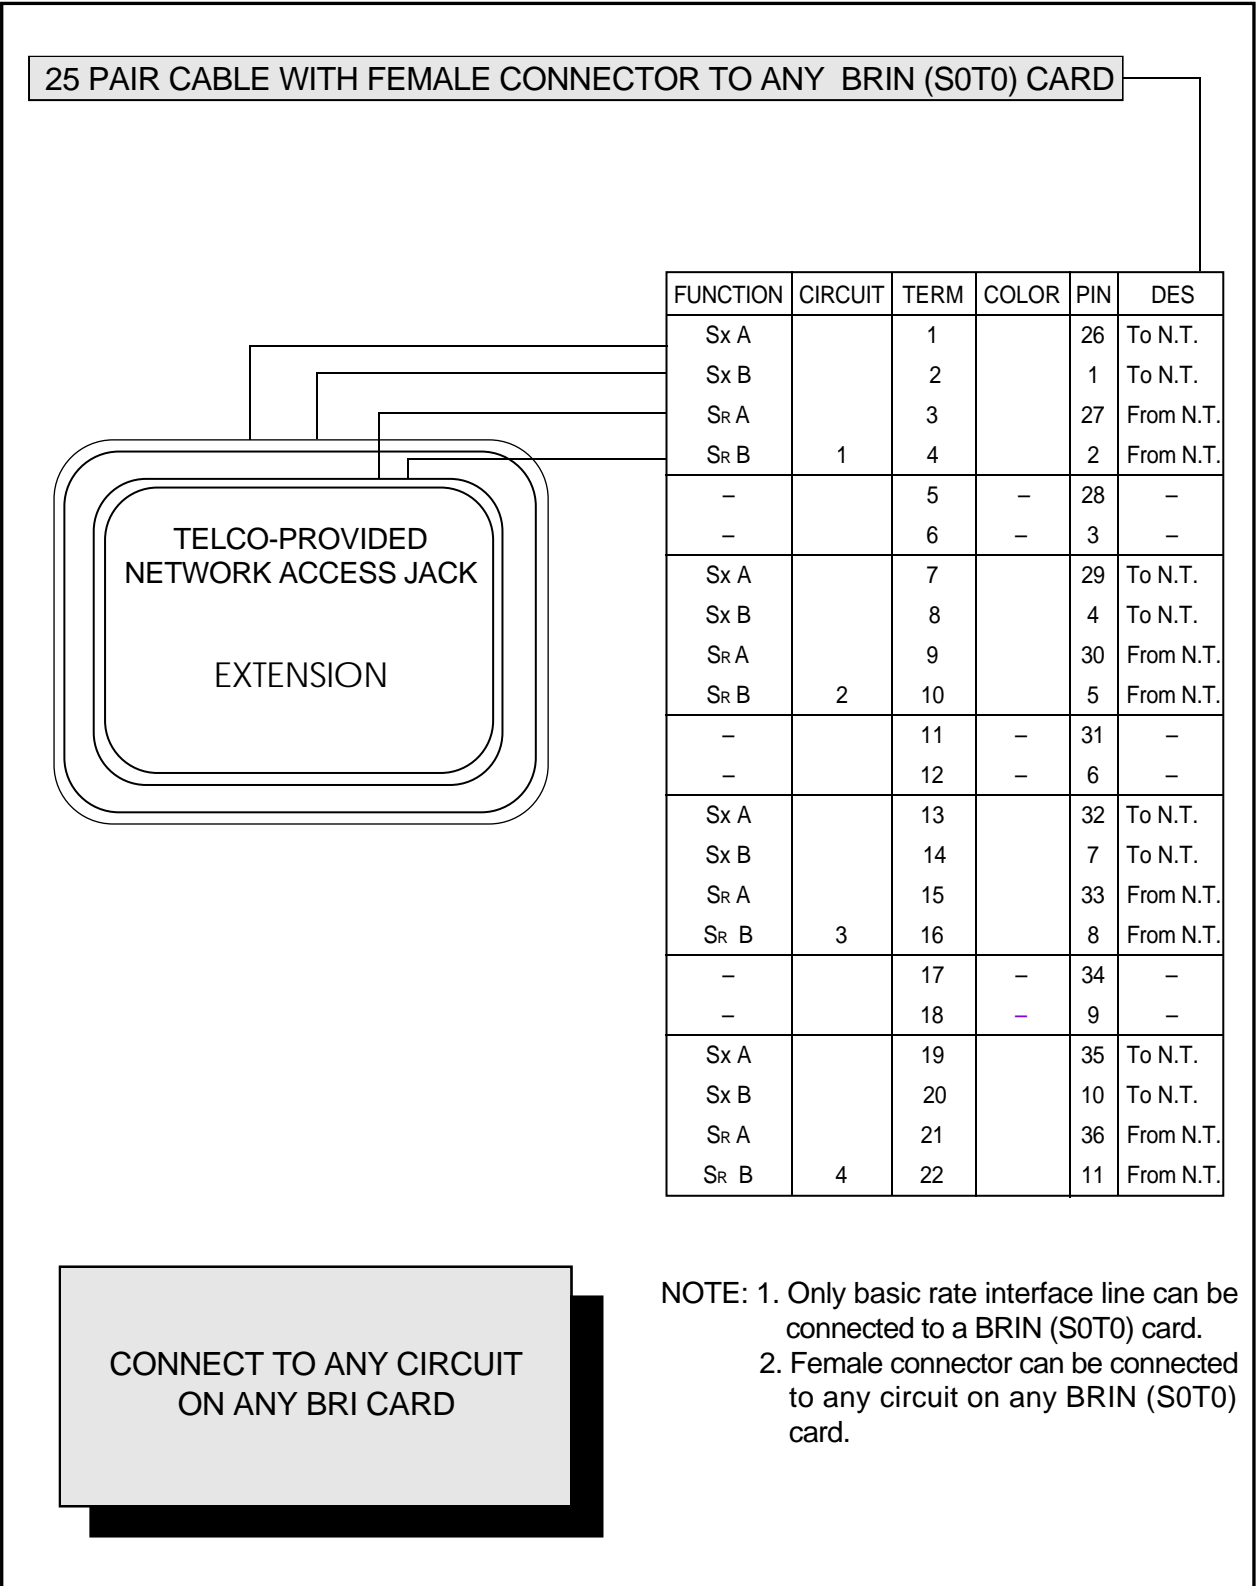 25 PAIR CABLE WITH FEMALE CONNECTOR TO ANY BRIN (S0T0) CARD
FUNCTION CIRCUIT TERM COLOR PIN DES
Sx A 1 26 To N.T.
Sx B 2 1 To N.T.
SR A 3 27 From N.T.
SR B 1 4 2 From N.T.
– 5 – 28 –
– 6 – 3 –
Sx A 7 29 To N.T.
Sx B 8 4 To N.T.
SR A 9 30 From N.T.
SR B 2 10 5 From N.T.
– 11 – 31 –
– 12 – 6 –
Sx A 13 32 To N.T.
Sx B 14 7 To N.T.
SR A 15 33 From N.T.
SR B 3 16 8 From N.T.
– 17 – 34 –
– 18 – 9 –
Sx A 19 35 To N.T.
Sx B 20 10 To N.T.
SR A 21 36 From N.T.
SR B 4 22 11 From N.T.
TELCO-PROVIDED
NETWORK ACCESS JACK
EXTENSION
CONNECT TO ANY CIRCUIT
ON ANY BRI CARD
NOTE: 1. Only basic rate interface line can be
connected to a BRIN (S0T0) card.
2. Female connector can be connected
to any circuit on any BRIN (S0T0)
card.